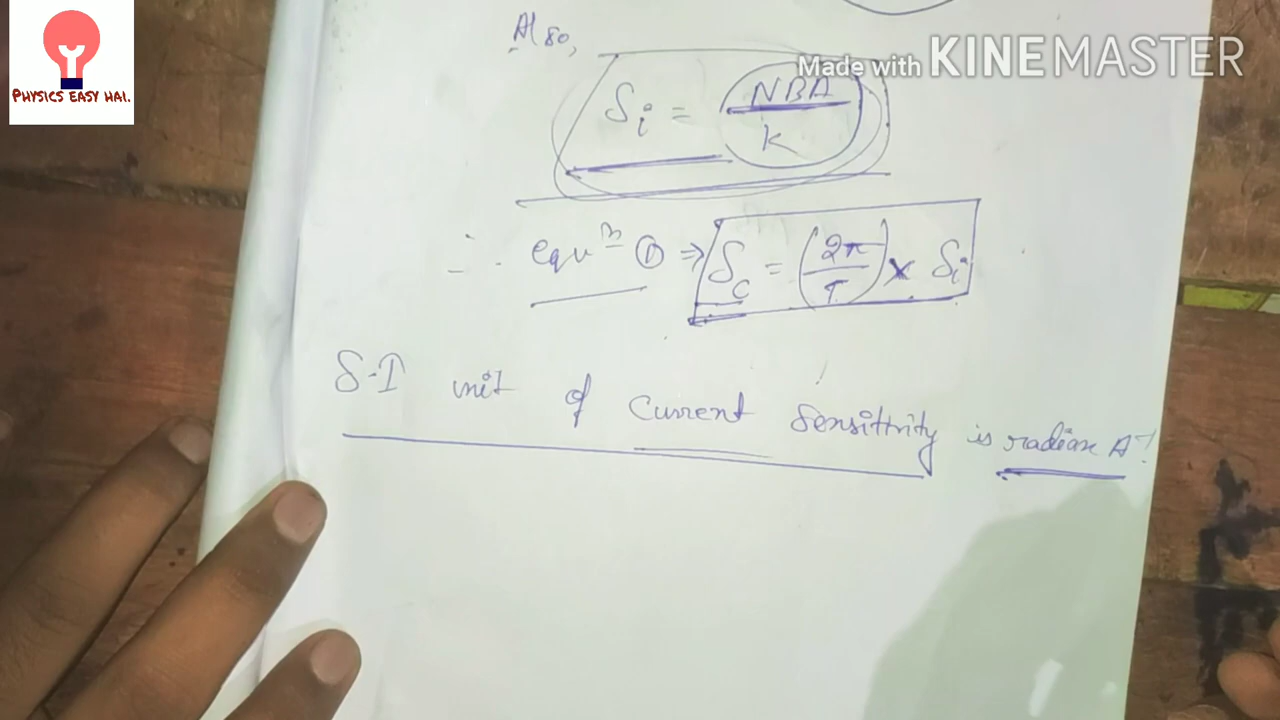 PHYSICS EASY HAI.
Made with KINEMASTER
Also,
Si = NBA / K
∴ equⁿ ① ⇒ Sc = (2π / T) × Si
S.I unit of Current Sensitivity is radian A⁻¹